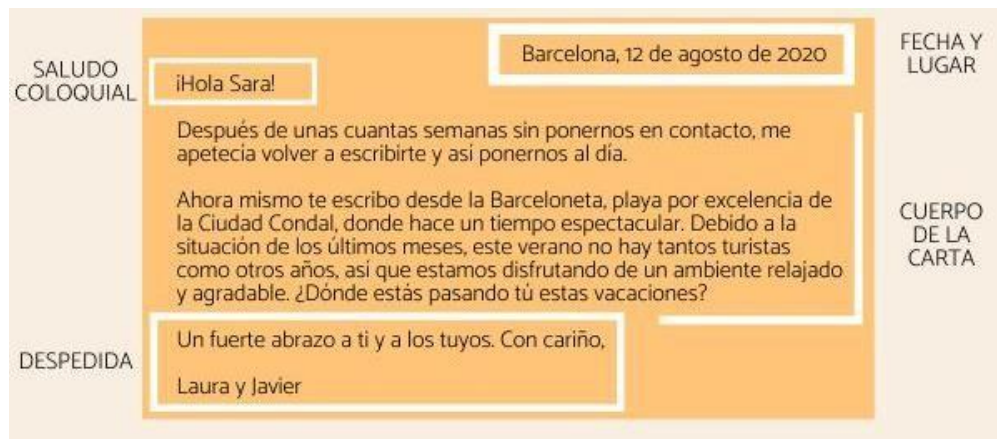 SALUDO
COLOQUIAL
Barcelona, 12 de agosto de 2020
FECHA Y
LUGAR
¡Hola Sara!
Después de unas cuantas semanas sin ponernos en contacto, me
apetecía volver a escribirte y así ponernos al día.
Ahora mismo te escribo desde la Barceloneta, playa por excelencia de
la Ciudad Condal, donde hace un tiempo espectacular. Debido a la
situación de los últimos meses, este verano no hay tantos turistas
como otros años, así que estamos disfrutando de un ambiente relajado
y agradable. ¿Dónde estás pasando tú estas vacaciones?
CUERPO
DE LA
CARTA
DESPEDIDA
Un fuerte abrazo a ti y a los tuyos. Con cariño,
Laura y Javier